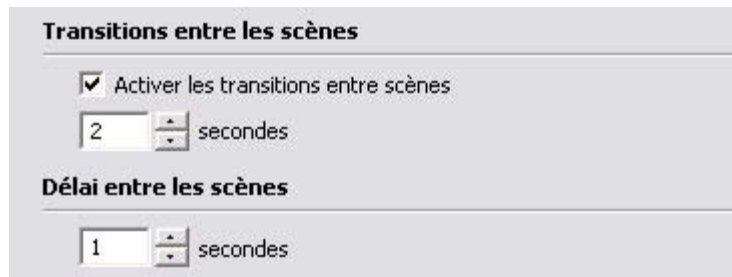 Transitions entre les scènes
Activer les transitions entre scènes
2 secondes
Délai entre les scènes
1 secondes